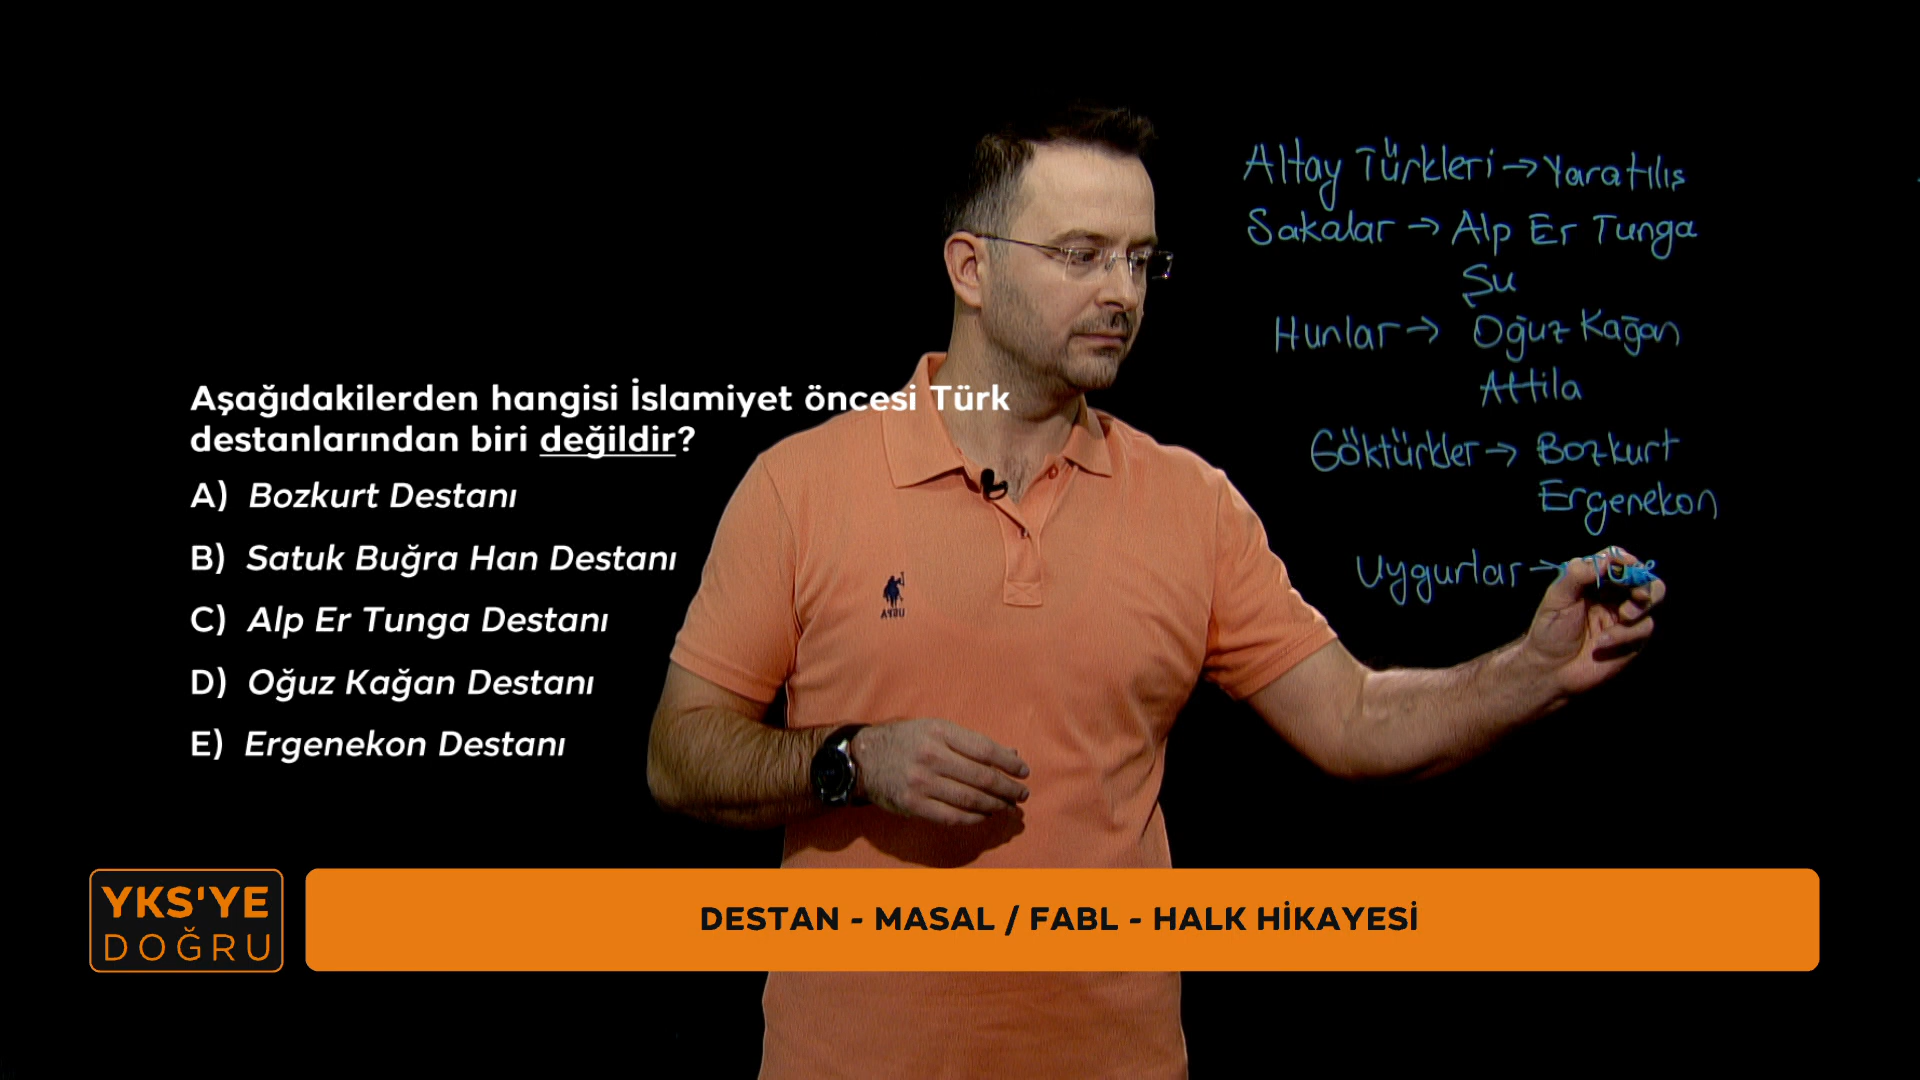 Aşağıdakilerden hangisi İslamiyet öncesi Türk
destanlarından biri değildir?
A) Bozkurt Destanı
B) Satuk Buğra Han Destanı
C) Alp Er Tunga Destanı
D) Oğuz Kağan Destanı
E) Ergenekon Destanı
Altay Türkleri → Yaratılış
Sakalar → Alp Er Tunga
Şu
Hunlar → Oğuz Kağan
Attila
Göktürkler → Bozkurt
Ergenekon
Uygurlar →
USPA
YKS'YE
DOĞRU
DESTAN - MASAL / FABL - HALK HİKAYESİ